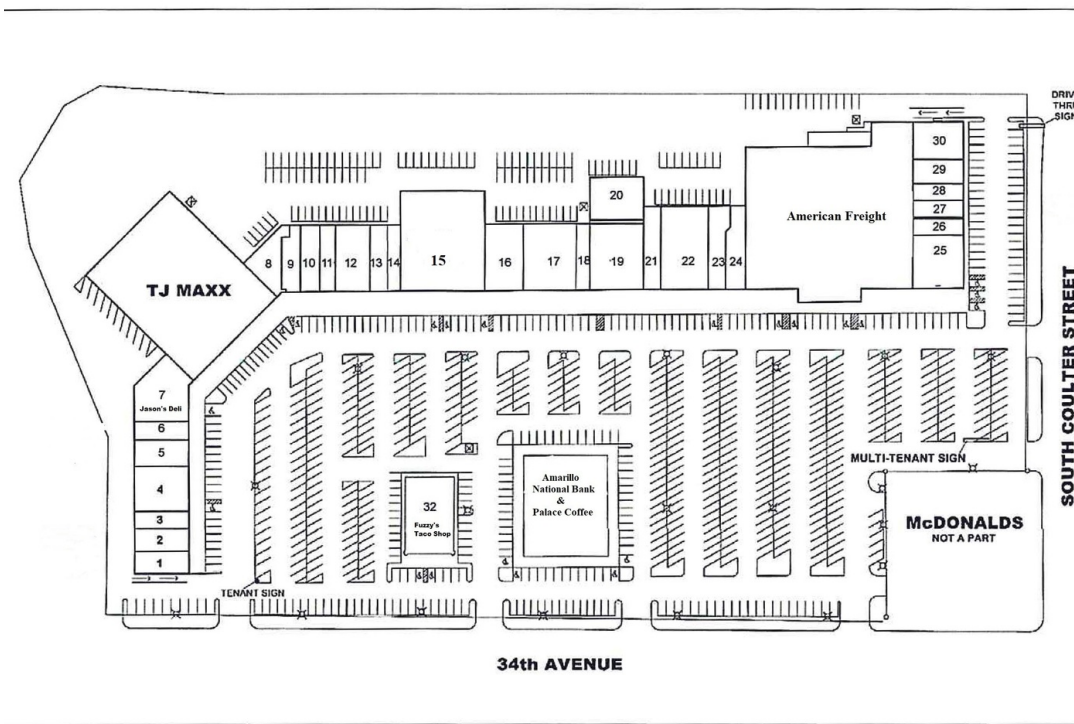 DRIV
THRU
SIGN
30
29
28
27
26
25
American Freight
20
15
8
9
10
11
12
13
14
16
17
18
19
21
22
23
24
TJ MAXX
7
Jason's Deli
6
5
4
3
2
1
32
Fuzzy's
Taco Shop
Amarillo
National Bank
&
Palace Coffee
MULTI-TENANT SIGN
McDONALDS
NOT A PART
TENANT SIGN
SOUTH COULTER STREET
34th AVENUE